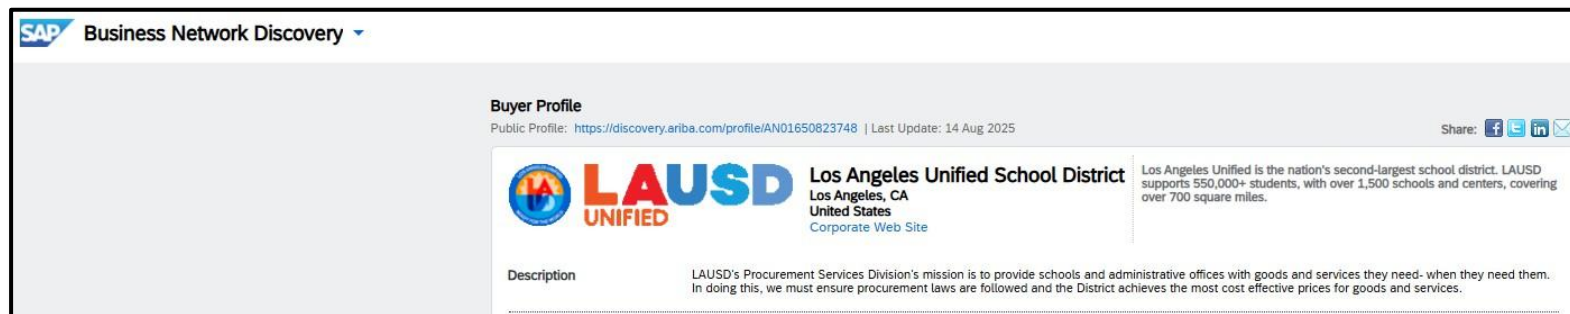 SAP Business Network Discovery
Buyer Profile
Public Profile: https://discovery.ariba.com/profile/AN01650823748 | Last Update: 14 Aug 2025
Share:
LA
LAUSD
UNIFIED
Los Angeles Unified School District
Los Angeles, CA
United States
Corporate Web Site
Los Angeles Unified is the nation's second-largest school district. LAUSD
supports 550,000+ students, with over 1,500 schools and centers, covering
over 700 square miles.
Description
LAUSD's Procurement Services Division's mission is to provide schools and administrative offices with goods and services they need- when they need them.
In doing this, we must ensure procurement laws are followed and the District achieves the most cost effective prices for goods and services.